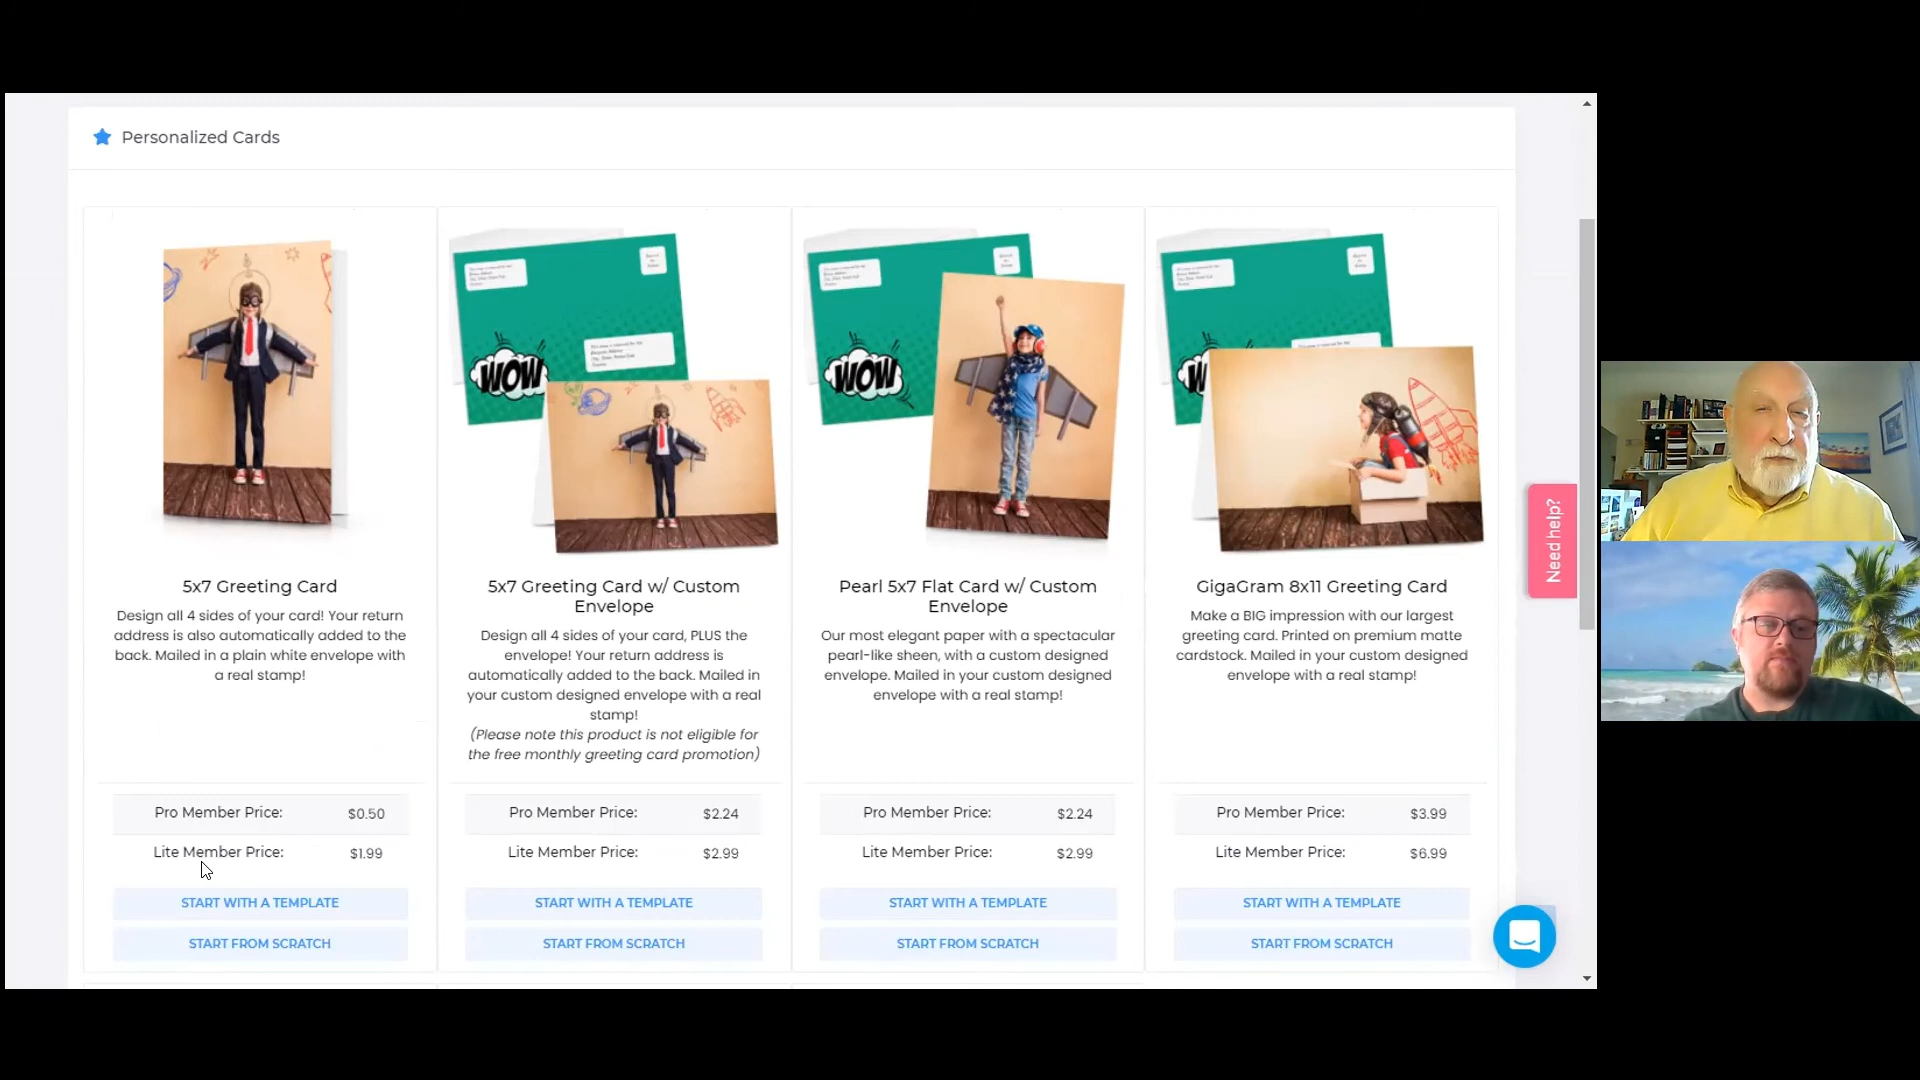 Personalized Cards
WOW
WOW
W
5x7 Greeting Card
Design all 4 sides of your card! Your return
address is also automatically added to the
back. Mailed in a plain white envelope with
a real stamp!
Pro Member Price: $0.50
Lite Member Price: $1.99
START WITH A TEMPLATE
START FROM SCRATCH
5x7 Greeting Card w/ Custom
Envelope
Design all 4 sides of your card, PLUS the
envelope! Your return address is
automatically added to the back. Mailed in
your custom designed envelope with a real
stamp!
(Please note this product is not eligible for
the free monthly greeting card promotion)
Pro Member Price: $2.24
Lite Member Price: $2.99
START WITH A TEMPLATE
START FROM SCRATCH
Pearl 5x7 Flat Card w/ Custom
Envelope
Our most elegant paper with a spectacular
pearl-like sheen, with a custom designed
envelope. Mailed in your custom designed
envelope with a real stamp!
Pro Member Price: $2.24
Lite Member Price: $2.99
START WITH A TEMPLATE
START FROM SCRATCH
GigaGram 8x11 Greeting Card
Make a BIG impression with our largest
greeting card. Printed on premium matte
cardstock. Mailed in your custom designed
envelope with a real stamp!
Pro Member Price: $3.99
Lite Member Price: $6.99
START WITH A TEMPLATE
START FROM SCRATCH
Need help?